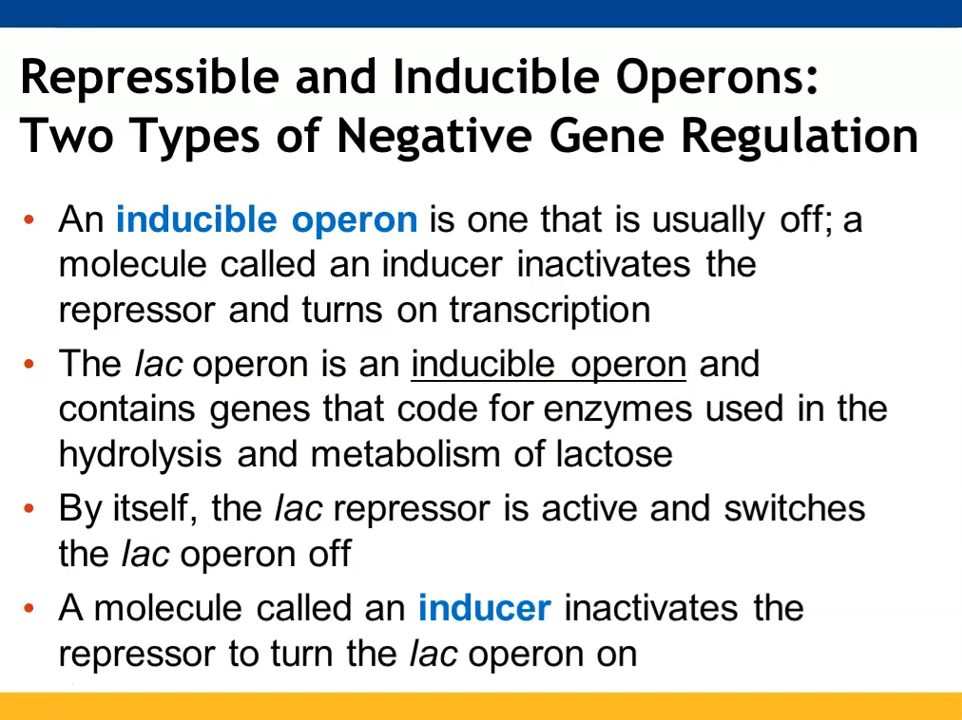 Repressible and Inducible Operons:
Two Types of Negative Gene Regulation
• An inducible operon is one that is usually off; a
molecule called an inducer inactivates the
repressor and turns on transcription
• The lac operon is an inducible operon and
contains genes that code for enzymes used in the
hydrolysis and metabolism of lactose
• By itself, the lac repressor is active and switches
the lac operon off
• A molecule called an inducer inactivates the
repressor to turn the lac operon on